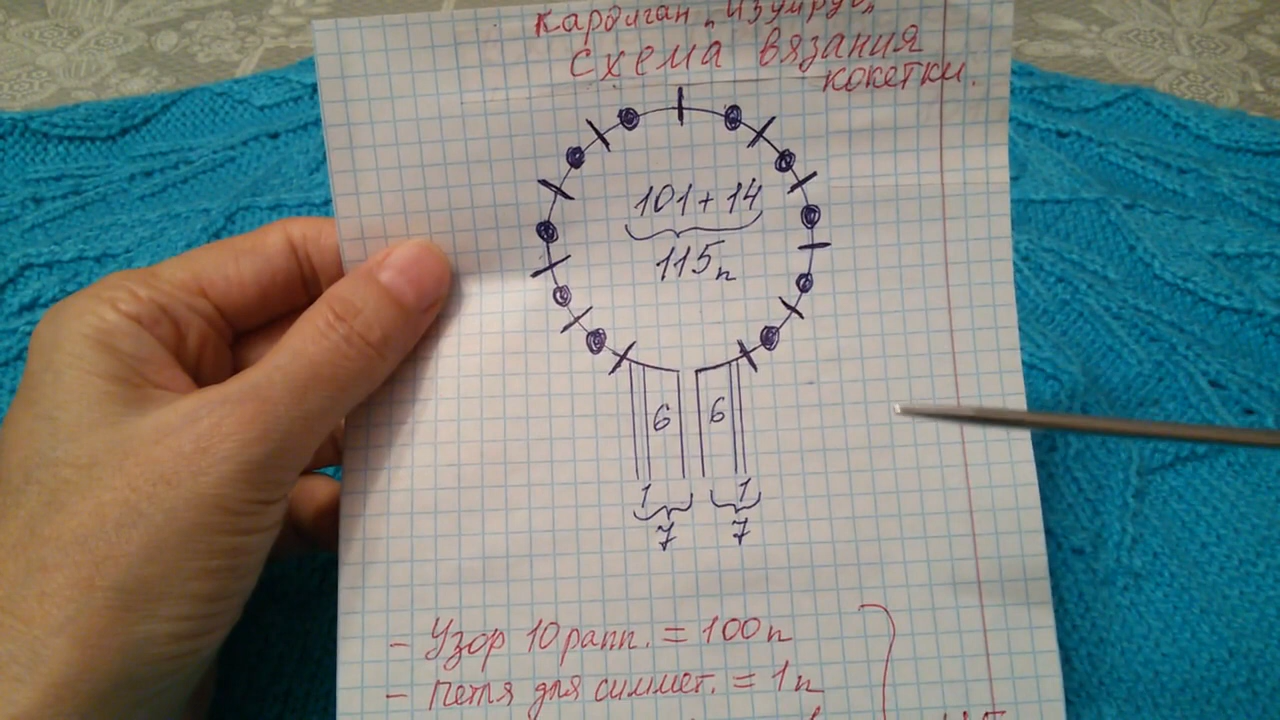 Кардиган „Изумруд„
схема вязания
кокетки.
101 + 14
115п
6 6
1 1
7 7
- Узор 10 рапп. = 100п
- Петля для симмет. = 1п